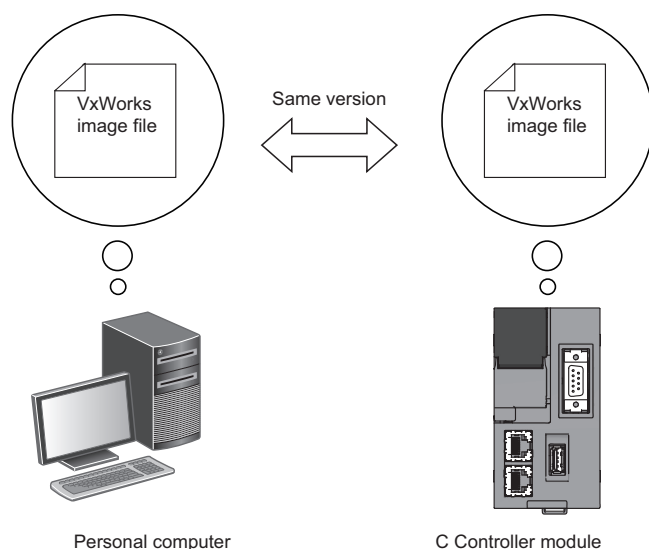 VxWorks
image file
Same version
VxWorks
image file
Personal computer
C Controller module